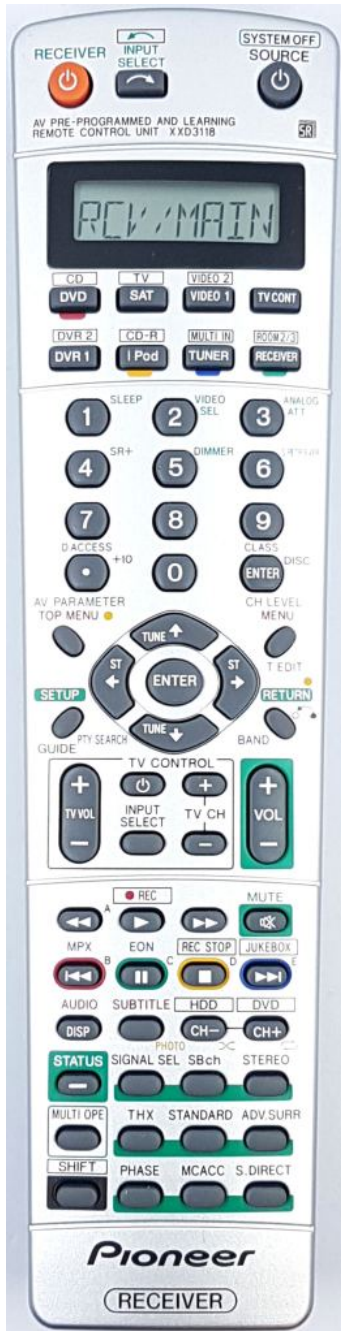 RECEIVER
INPUT SELECT
SYSTEM OFF
SOURCE
AV PRE-PROGRAMMED AND LEARNING
REMOTE CONTROL UNIT XXD3118
SR
RCV/MAIN
CD TV VIDEO 2
DVD SAT VIDEO 1 TV CONT
DVR 2 CD-R MULTI IN ROOM2/3
DVR 1 i Pod TUNER RECEIVER
1 SLEEP 2 VIDEO SEL 3 ANALOG ATT
4 SR+ 5 DIMMER 6
7 8 9
D.ACCESS CLASS
• +10 0 ENTER DISC
AV PARAMETER CH LEVEL
TOP MENU MENU
TUNE
ST ENTER ST
T.EDIT
SETUP RETURN
TUNE
GUIDE PTY SEARCH BAND
TV CONTROL
+ + +
TV VOL INPUT SELECT TV CH VOL
- - -
REC MUTE
A
MPX EON REC STOP JUKEBOX
B C D E
AUDIO SUBTITLE HDD DVD
DISP CH- CH+
PHOTO
STATUS SIGNAL SEL SBch STEREO
MULTI OPE THX STANDARD ADV.SURR
SHIFT PHASE MCACC S.DIRECT
Pioneer
RECEIVER